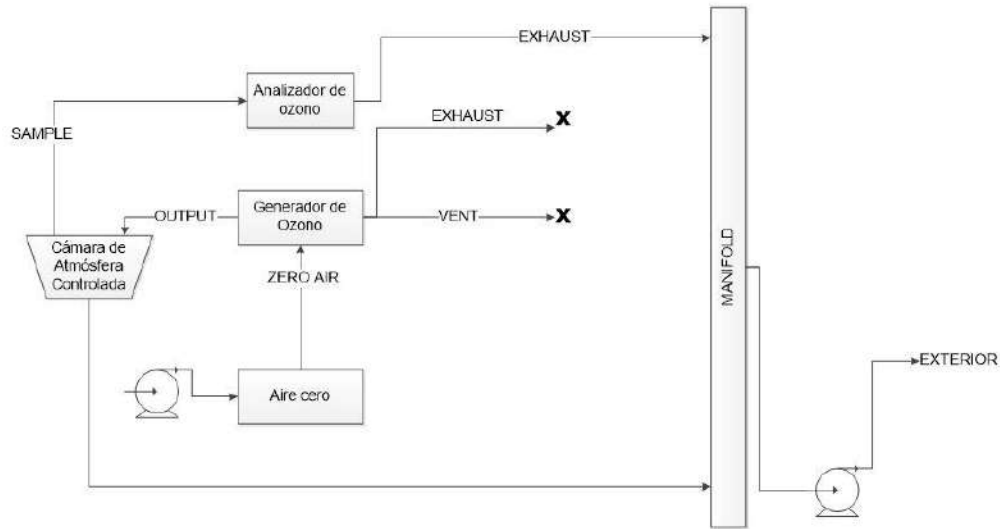 EXHAUST
Analizador de
ozono
EXHAUST
X
SAMPLE
OUTPUT
Generador de
Ozono
VENT
X
Cámara de
Atmósfera
Controlada
ZERO AIR
MANIFOLD
EXTERIOR
Aire cero